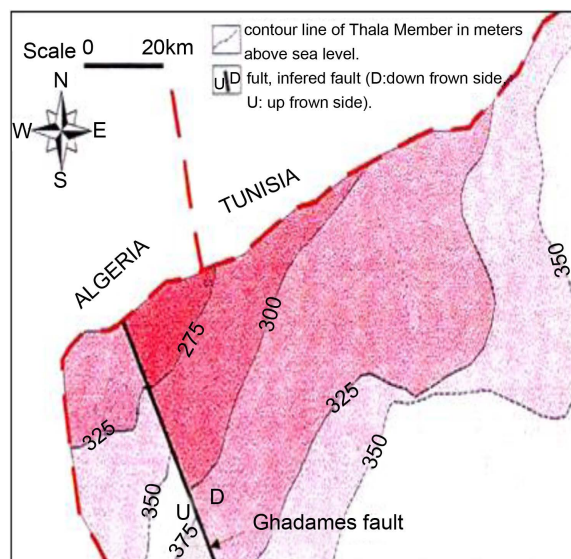 Scale 0 20km
contour line of Thala Member in meters
above sea level.
U D fult, infered fault (D:down frown side
U: up frown side).
N
W E
S
TUNISIA
ALGERIA
350
275
300
325
325
350
350
U D
375
Ghadames fault